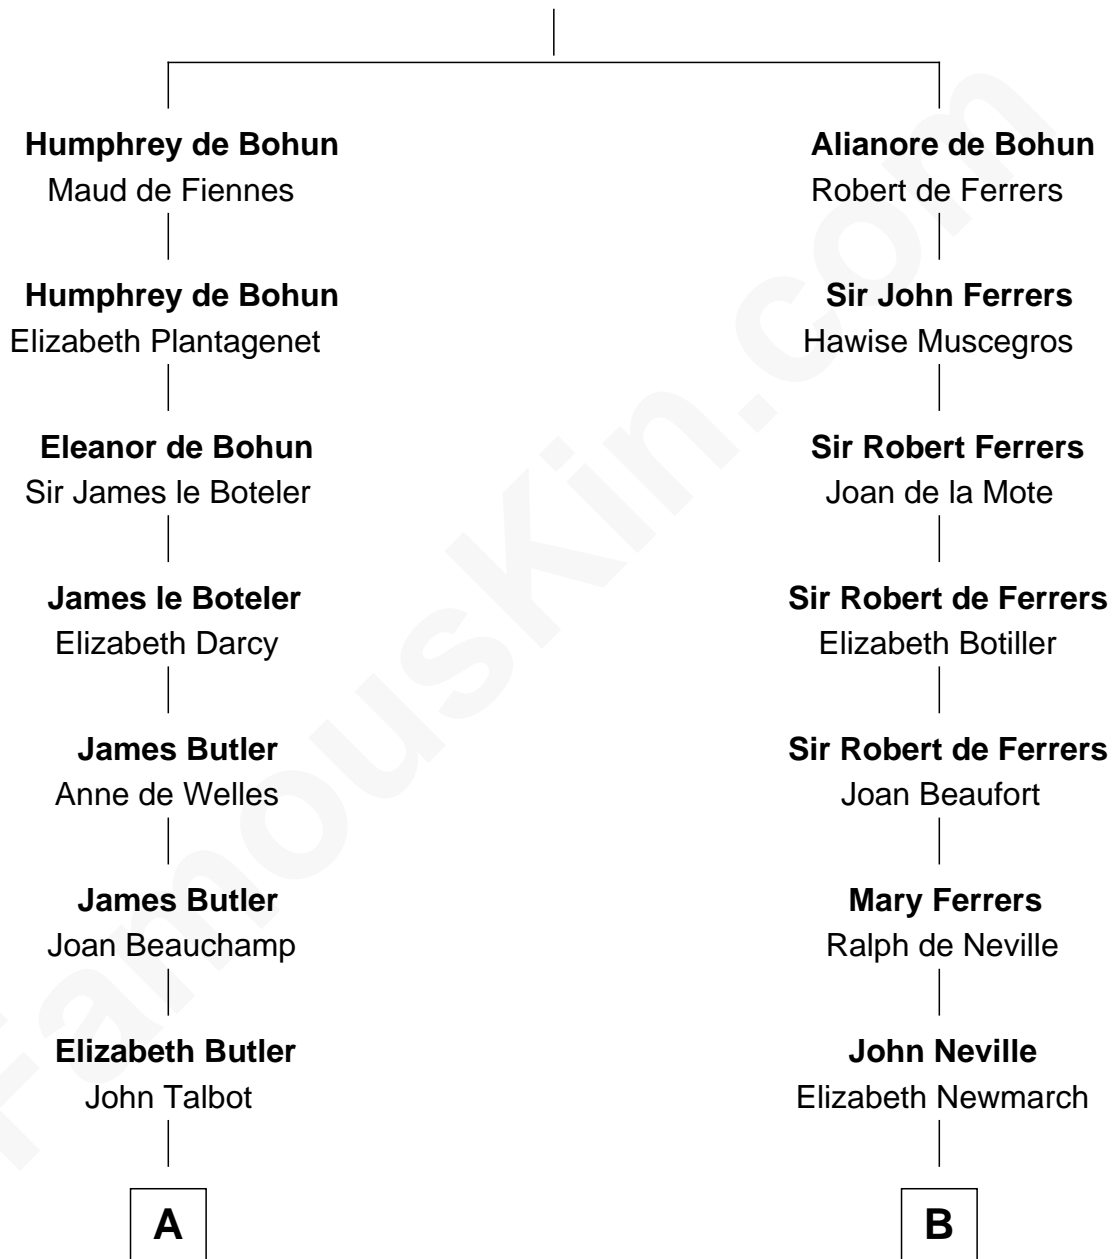 Humphrey de Bohun
Maud de Fiennes
Humphrey de Bohun
Elizabeth Plantagenet
Eleanor de Bohun
Sir James le Boteler
James le Boteler
Elizabeth Darcy
James Butler
Anne de Welles
James Butler
Joan Beauchamp
Elizabeth Butler
John Talbot
A
Alianore de Bohun
Robert de Ferrers
Sir John Ferrers
Hawise Muscegros
Sir Robert Ferrers
Joan de la Mote
Sir Robert de Ferrers
Elizabeth Botiller
Sir Robert de Ferrers
Joan Beaufort
Mary Ferrers
Ralph de Neville
John Neville
Elizabeth Newmarch
B
FamousKin.com